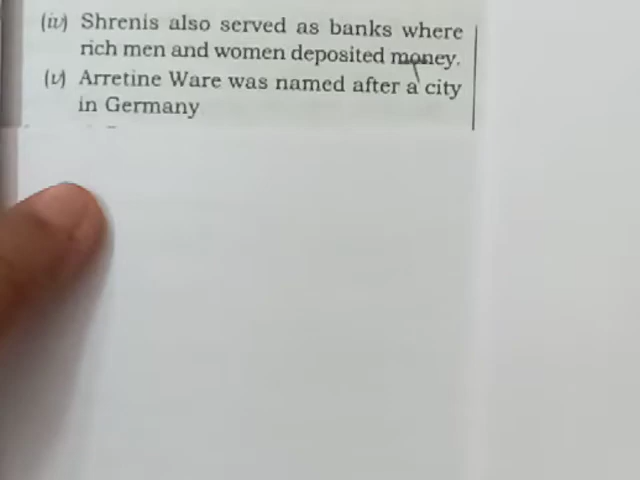 (iv) Shrenis also served as banks where
rich men and women deposited money.
(v) Arretine Ware was named after a city
in Germany